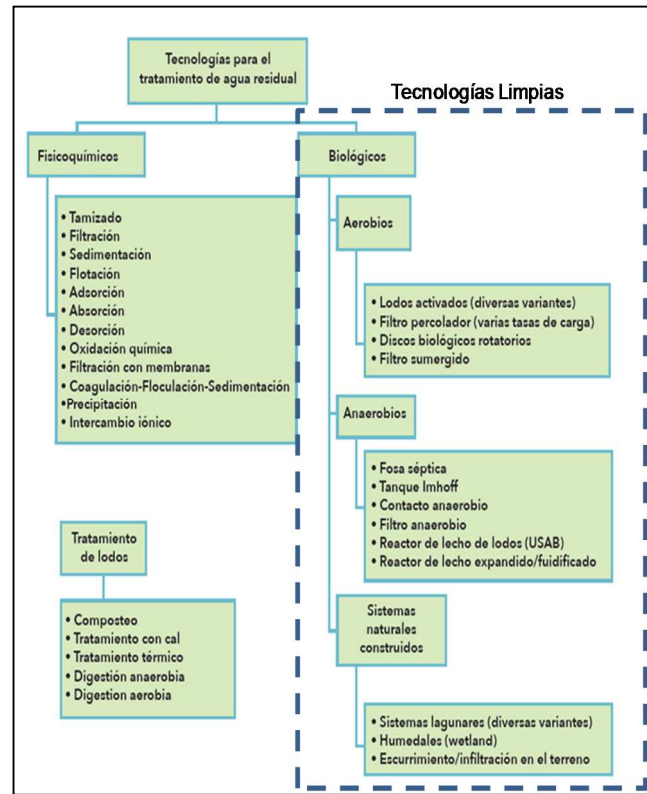 Tecnologías para el
tratamiento de agua residual
Tecnologías Limpias
Fisicoquímicos
Biológicos
• Tamizado
• Filtración
• Sedimentación
• Flotación
• Adsorción
• Absorción
• Desorción
• Oxidación química
• Filtración con membranas
• Coagulación-Floculación-Sedimentación
•Precipitación
• Intercambio iónico
Aerobios
• Lodos activados (diversas variantes)
• Filtro percolador (varias tasas de carga)
• Discos biológicos rotatorios
• Filtro sumergido
Anaerobios
• Fosa séptica
• Tanque Imhoff
• Contacto anaerobio
• Filtro anaerobio
• Reactor de lecho de lodos (USAB)
• Reactor de lecho expandido/fuidificado
Tratamiento
de lodos
• Composteo
• Tratamiento con cal
• Tratamiento térmico
• Digestión anaerobia
• Digestion aerobia
Sistemas
naturales
construidos
• Sistemas lagunares (diversas variantes)
• Humedales (wetland)
• Escurrimiento/infiltración en el terreno